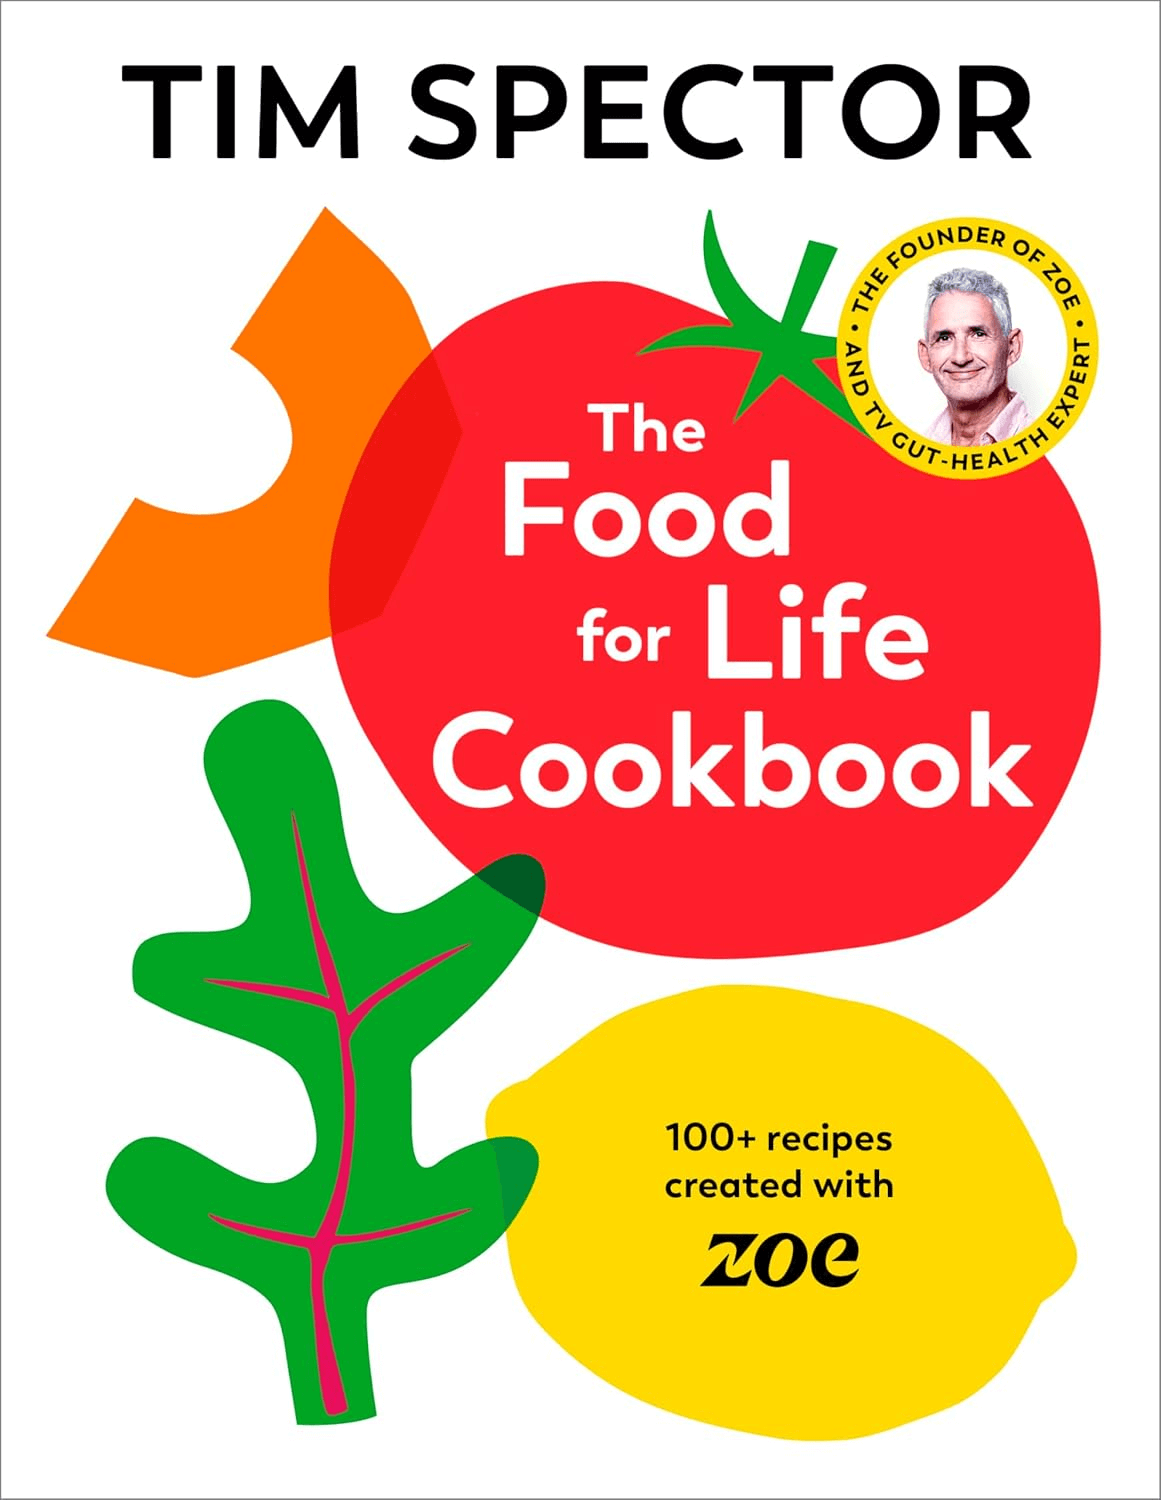 TIM SPECTOR
• THE FOUNDER OF ZOE •
AND TV GUT-HEALTH EXPERT
The
Food
for Life
Cookbook
100+ recipes
created with
zoe